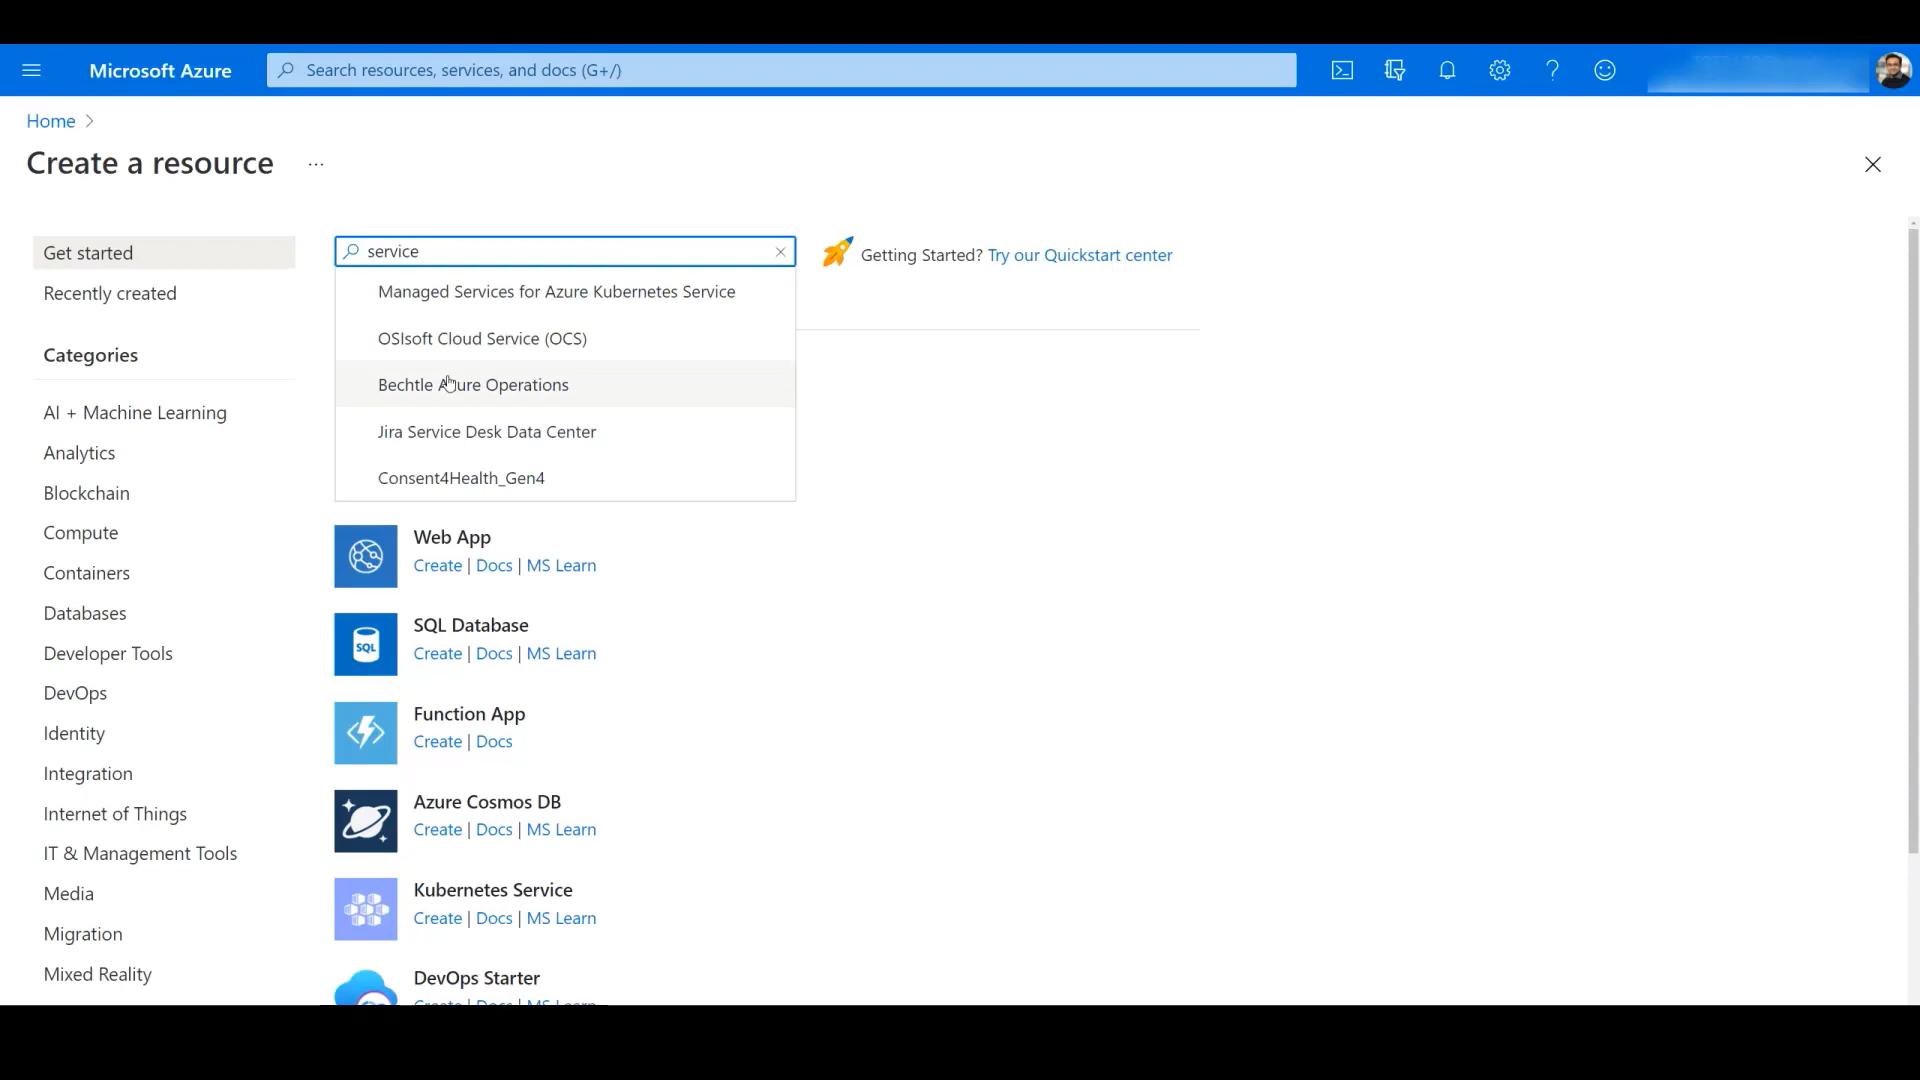 Microsoft Azure
Search resources, services, and docs (G+/)
Home
Create a resource
...
Get started
Recently created
Categories
AI + Machine Learning
Analytics
Blockchain
Compute
Containers
Databases
Developer Tools
DevOps
Identity
Integration
Internet of Things
IT & Management Tools
Media
Migration
Mixed Reality
service
Getting Started? Try our Quickstart center
Managed Services for Azure Kubernetes Service
OSIsoft Cloud Service (OCS)
Bechtle Azure Operations
Jira Service Desk Data Center
Consent4Health_Gen4
Web App
Create | Docs | MS Learn
SQL
SQL Database
Create | Docs | MS Learn
Function App
Create | Docs
Azure Cosmos DB
Create | Docs | MS Learn
Kubernetes Service
Create | Docs | MS Learn
DevOps Starter
Create | Docs | MS Learn